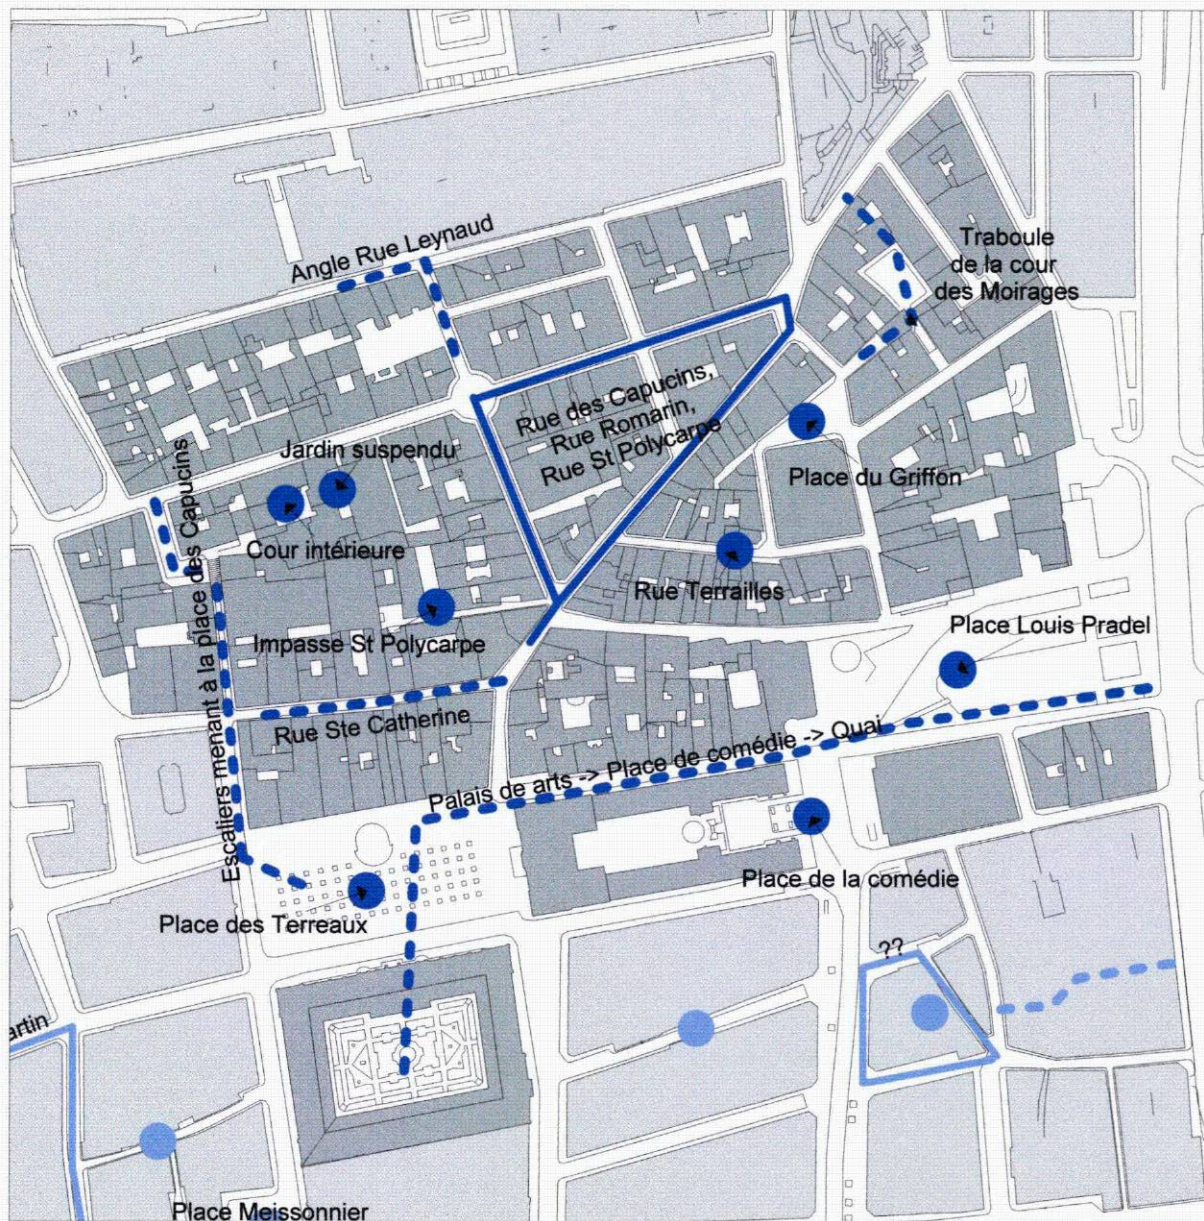 Angle Rue Leynaud
Traboule
de la cour
des Moirages
Rue des Capucins,
Rue Romarin,
Rue St Polycarpe
Jardin suspendu
Place du Griffon
Cour intérieure
Escaliers menant à la place des Capucins
Rue Terrailles
Impasse St Polycarpe
Place Louis Pradel
Rue Ste Catherine
Palais de arts -> Place de comédie -> Quai
Place de la comédie
Place des Terreaux
??
artin
Place Meissonnier